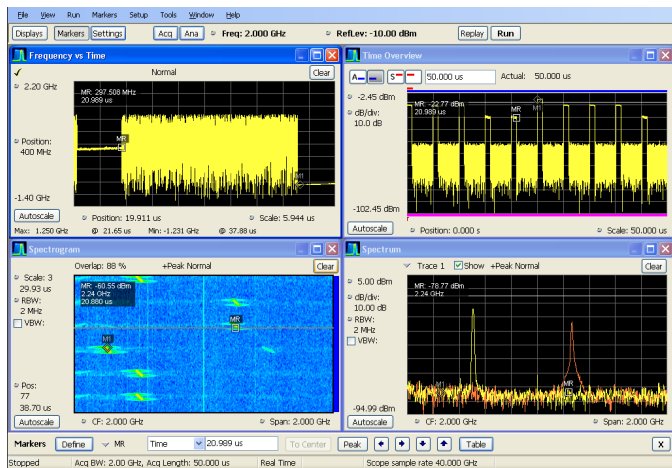 File View Run Markers Setup Tools Window Help
Displays Markers Settings Acq Ana Freq: 2.000 GHz RefLev: -10.00 dBm Replay Run
Frequency vs Time
Normal Clear
2.20 GHz
MR: 297.508 MHz
20.989 us
Position:
400 MHz
MR
M1
-1.40 GHz
Autoscale Position: 19.911 us Scale: 5.944 us
Max: 1.250 GHz @ 21.65 us Min: -1.231 GHz @ 37.88 us
Time Overview
A S 50.000 us Actual: 50.000 us
-2.45 dBm
MR: -22.77 dBm
20.989 us
dB/div:
10.0 dB
MR
M1
-102.45 dBm
Autoscale Position: 0.000 s Scale: 50.000 us
Spectrogram
Overlap: 88 % +Peak Normal Clear
Scale: 3
29.93 us
MR: -60.55 dBm
2.24 GHz
20.880 us
RBW:
2 MHz
VBW:
MR
M1
Pos:
77
38.70 us
Autoscale CF: 2.000 GHz Span: 2.000 GHz
Spectrum
Trace 1 Show +Peak Normal Clear
5.00 dBm
MR: -78.77 dBm
2.24 GHz
dB/div:
10.00 dB
RBW:
2 MHz
VBW:
M1
MR
-94.99 dBm
Autoscale CF: 2.000 GHz Span: 2.000 GHz
Markers Define MR Time 20.989 us To Center Peak Table X
Stopped Acq BW: 2.00 GHz, Acq Length: 50.000 us Real Time Scope sample rate 40.000 GHz